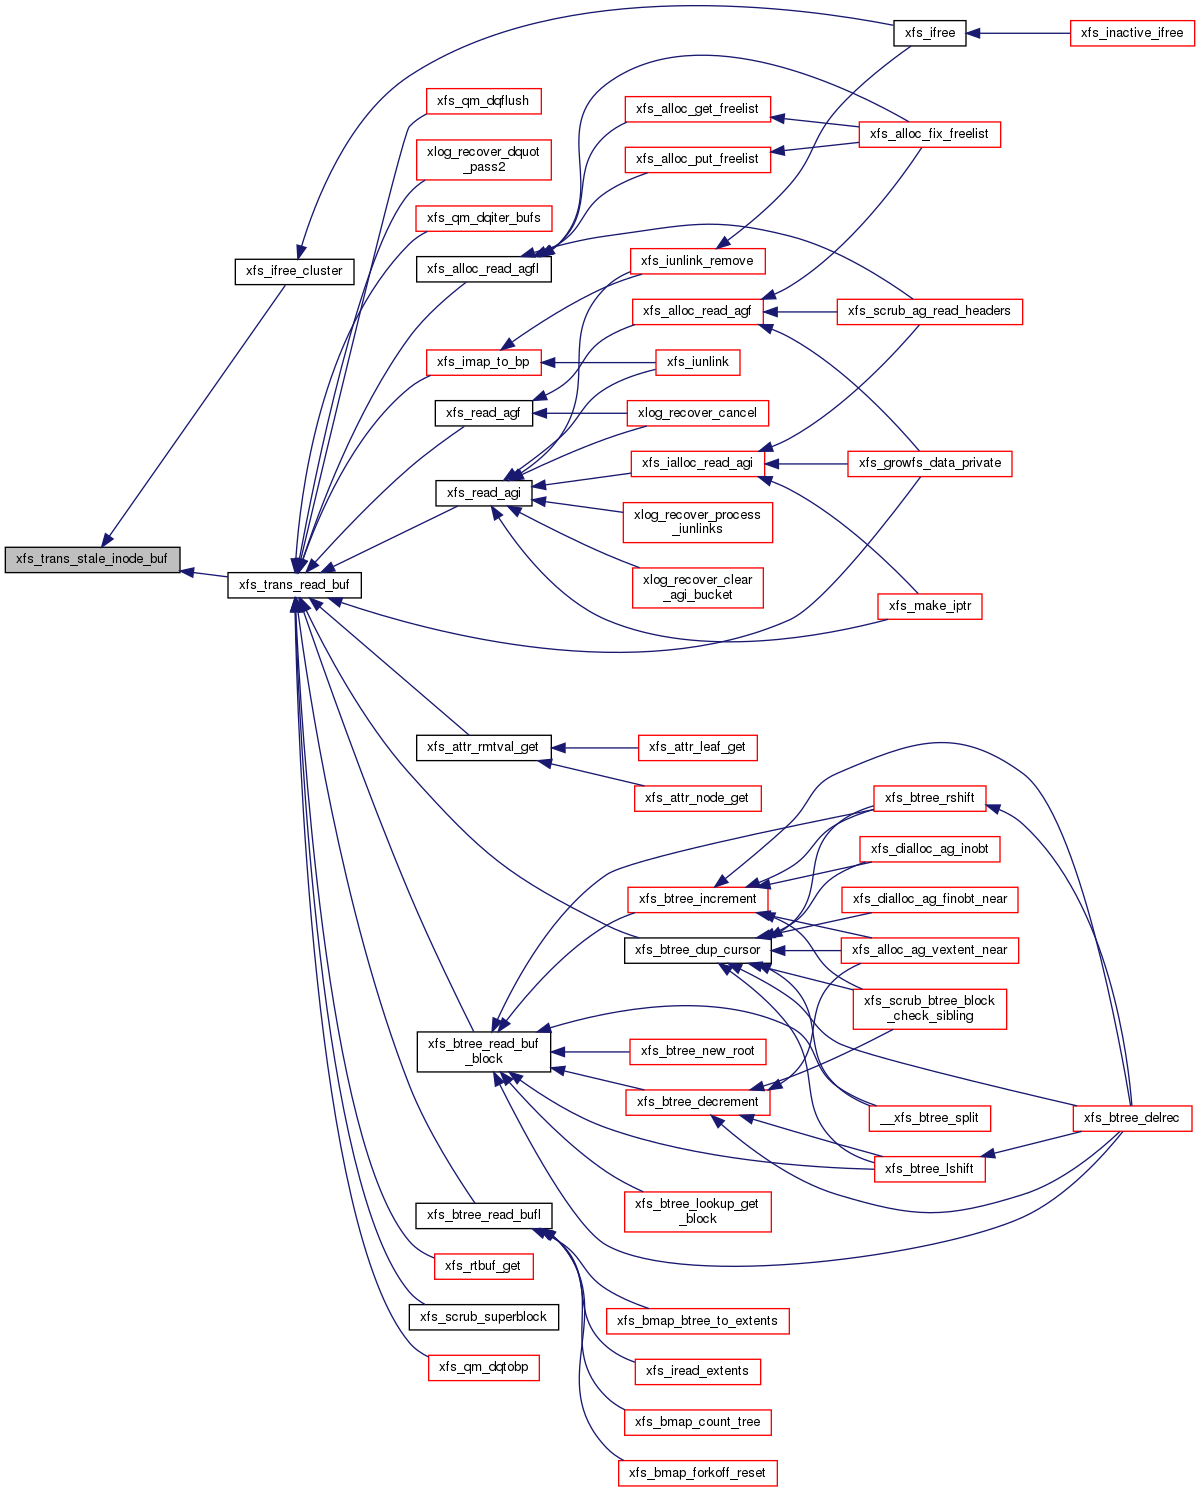 xfs_ifree
xfs_inactive_ifree
xfs_qm_dqflush
xfs_alloc_get_freelist
xfs_alloc_fix_freelist
xlog_recover_dquot
_pass2
xfs_alloc_put_freelist
xfs_qm_dqiter_bufs
xfs_ifree_cluster
xfs_alloc_read_agfl
xfs_iunlink_remove
xfs_alloc_read_agf
xfs_scrub_ag_read_headers
xfs_imap_to_bp
xfs_iunlink
xfs_read_agf
xlog_recover_cancel
xfs_ialloc_read_agi
xfs_growfs_data_private
xfs_read_agi
xlog_recover_process
_iunlinks
xfs_trans_stale_inode_buf
xfs_trans_read_buf
xlog_recover_clear
_agi_bucket
xfs_make_iptr
xfs_attr_rmtval_get
xfs_attr_leaf_get
xfs_attr_node_get
xfs_btree_rshift
xfs_dialloc_ag_inobt
xfs_btree_increment
xfs_dialloc_ag_finobt_near
xfs_btree_dup_cursor
xfs_alloc_ag_vextent_near
xfs_scrub_btree_block
_check_sibling
xfs_btree_read_buf
_block
xfs_btree_new_root
xfs_btree_decrement
__xfs_btree_split
xfs_btree_delrec
xfs_btree_lshift
xfs_btree_lookup_get
_block
xfs_btree_read_bufl
xfs_rtbuf_get
xfs_scrub_superblock
xfs_bmap_btree_to_extents
xfs_qm_dqtobp
xfs_iread_extents
xfs_bmap_count_tree
xfs_bmap_forkoff_reset